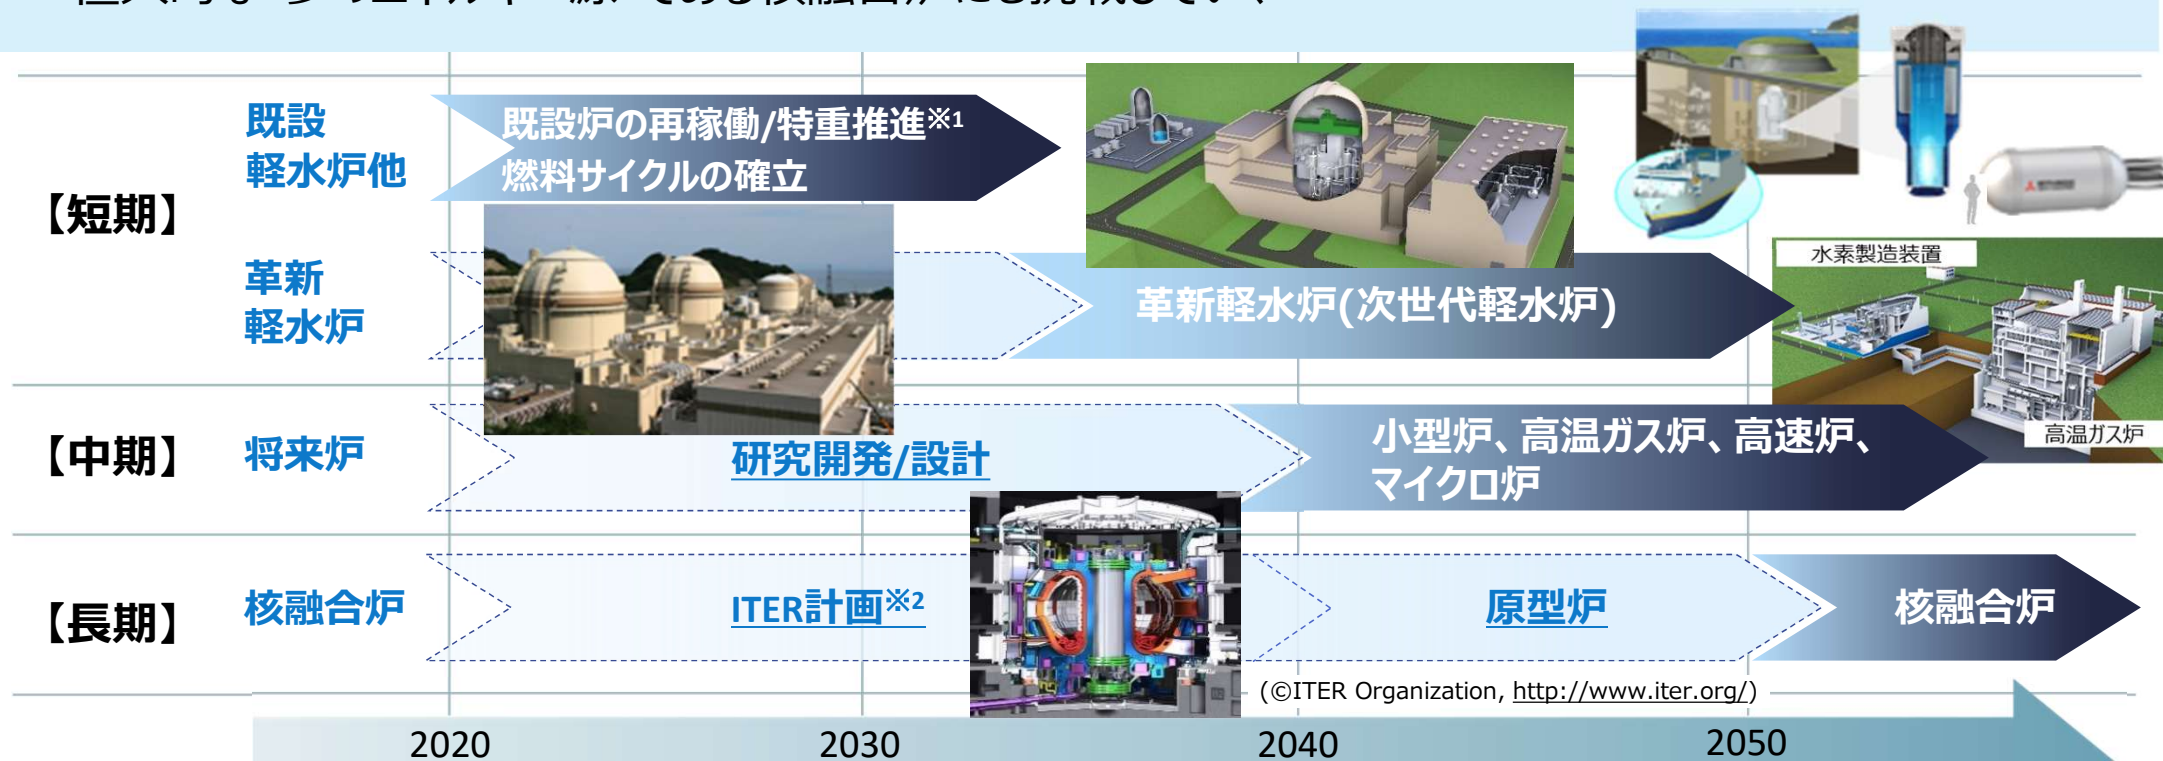 【短期】
既設
軽水炉他
既設炉の再稼働/特重推進※1
燃料サイクルの確立
革新
軽水炉
革新軽水炉(次世代軽水炉)
水素製造装置
高温ガス炉
【中期】
将来炉
研究開発/設計
小型炉、高温ガス炉、高速炉、
マイクロ炉
【長期】
核融合炉
ITER計画※2
原型炉
核融合炉
(©ITER Organization, http://www.iter.org/)
2020
2030
2040
2050